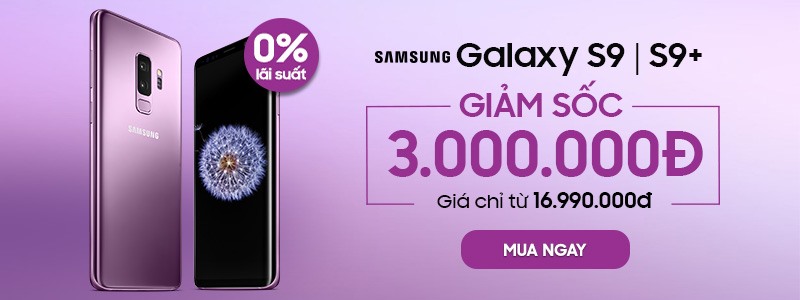 0%
lãi suất
SAMSUNG
SAMSUNG Galaxy S9 | S9+
GIẢM SỐC
3.000.000Đ
Giá chỉ từ 16.990.000đ
MUA NGAY